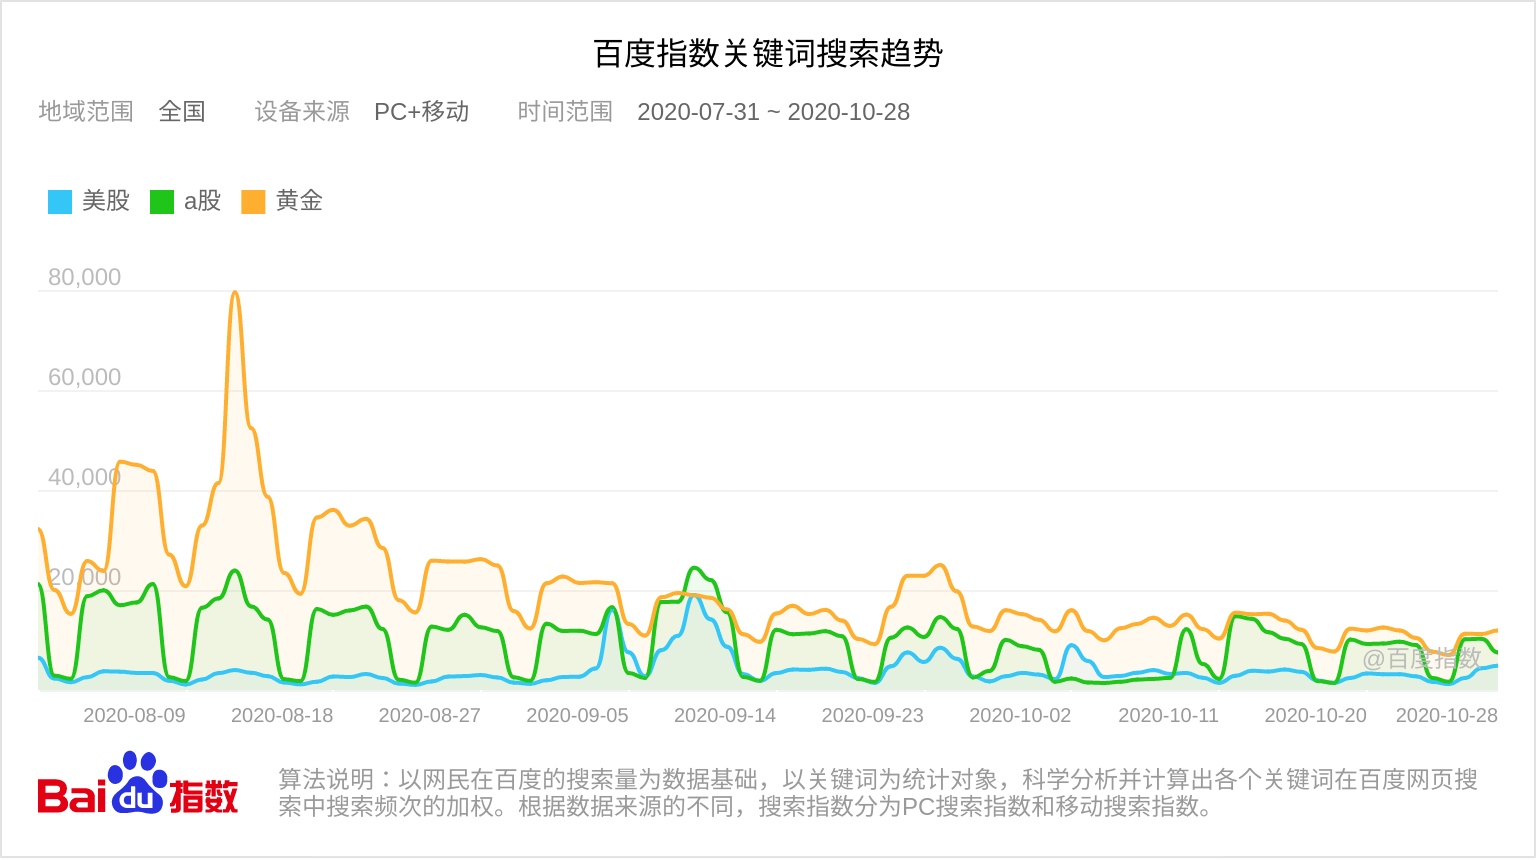 百度指数关键词搜索趋势
地域范围 全国 设备来源 PC+移动 时间范围 2020-07-31 ~ 2020-10-28
美股 a股 黄金
80,000
60,000
40,000
20,000
@百度指数
2020-08-09 2020-08-18 2020-08-27 2020-09-05 2020-09-14 2020-09-23 2020-10-02 2020-10-11 2020-10-20 2020-10-28
Bai du 指数
算法说明：以网民在百度的搜索量为数据基础，以关键词为统计对象，科学分析并计算出各个关键词在百度网页搜
索中搜索频次的加权。根据数据来源的不同，搜索指数分为PC搜索指数和移动搜索指数。